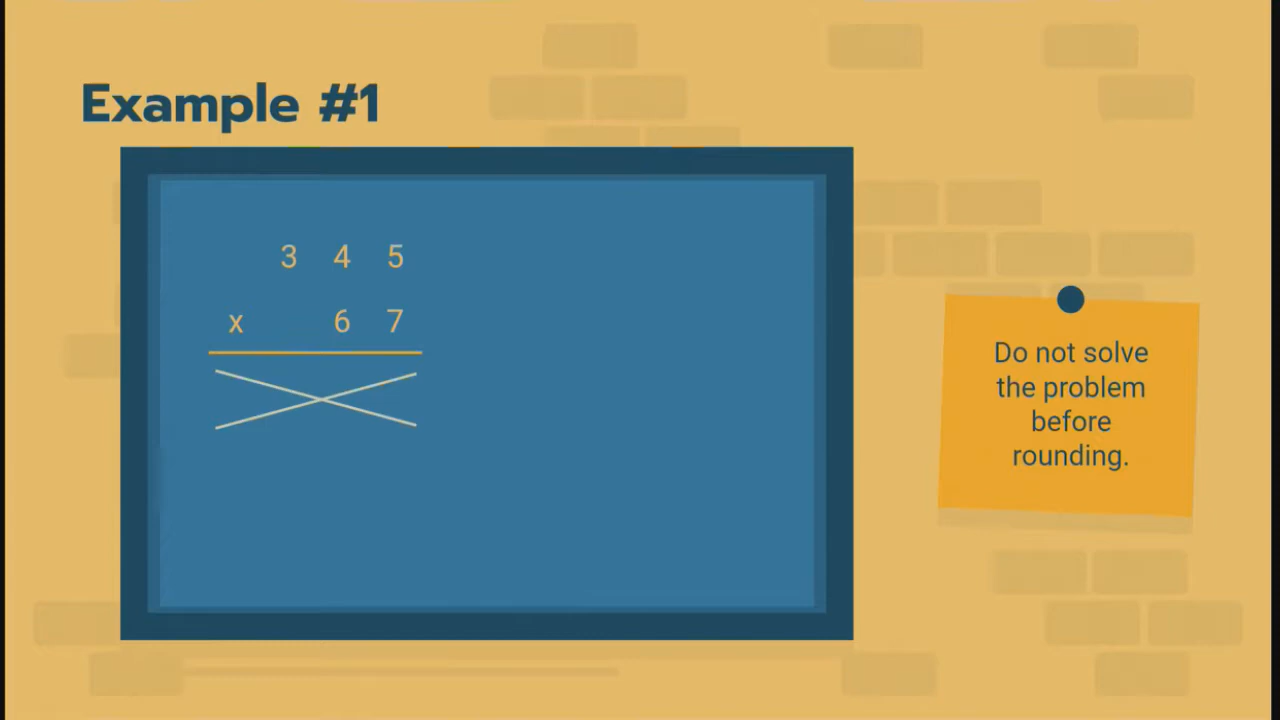 Example #1
3 4 5
x 6 7
Do not solve
the problem
before
rounding.